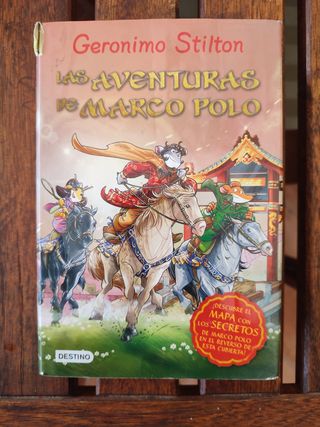 Geronimo Stilton
LAS AVENTURAS
DE MARCO POLO
¡DESCUBRE EL
MAPA CON
LOS SECRETOS
DE MARCO POLO
EN EL REVERSO DE
ESTA CUBIERTA!
DESTINO